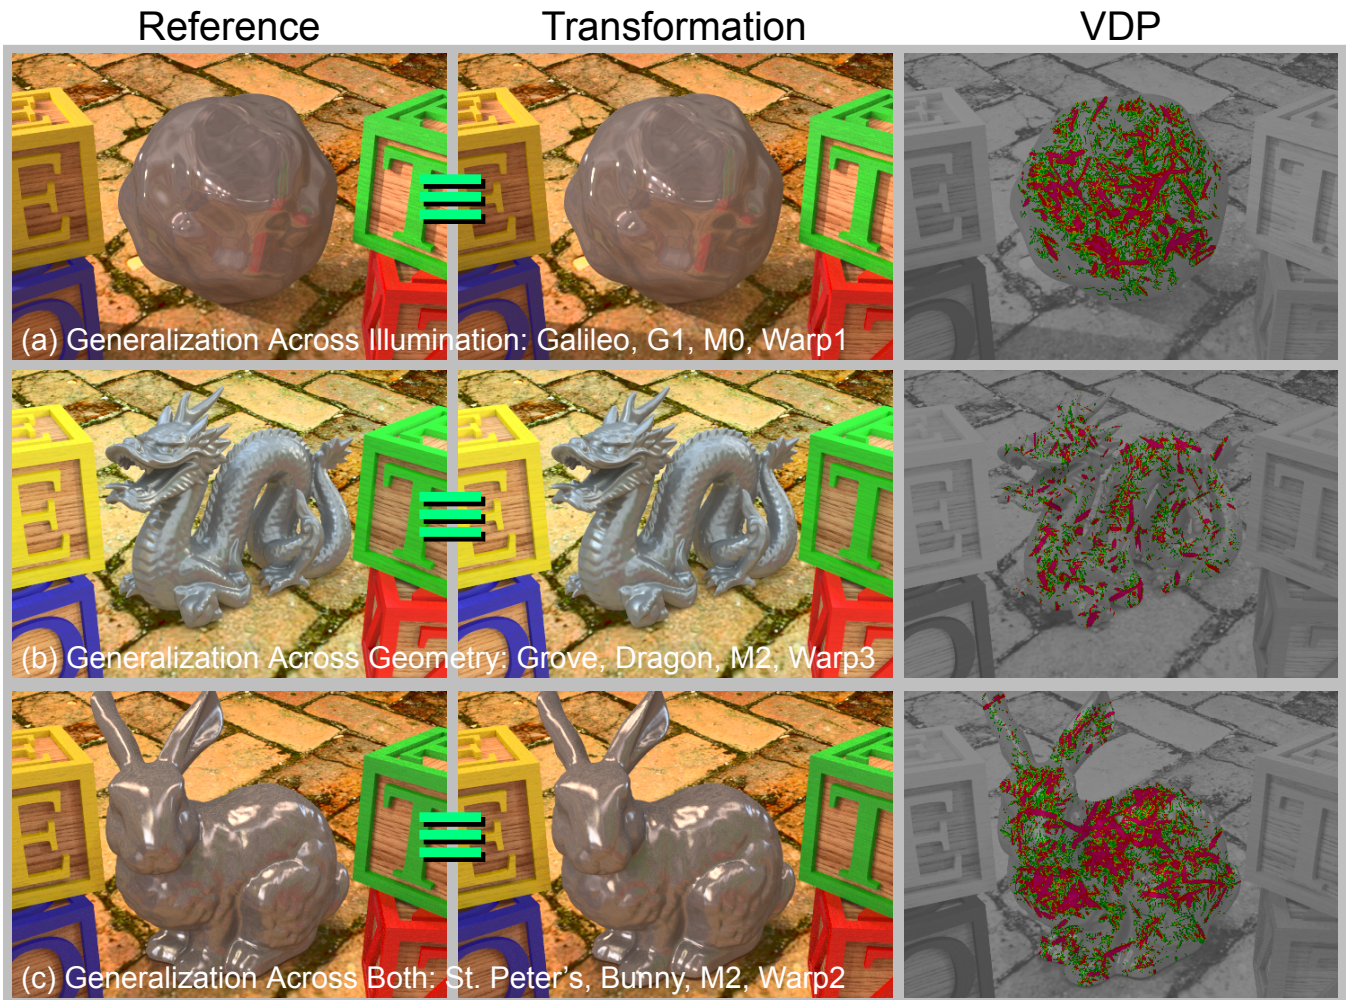 Reference Transformation VDP
E T E T
(a) Generalization Across Illumination: Galileo, G1, M0, Warp1
E T E T
(b) Generalization Across Geometry: Grove, Dragon, M2, Warp3
E T E T
(c) Generalization Across Both: St. Peter's, Bunny, M2, Warp2